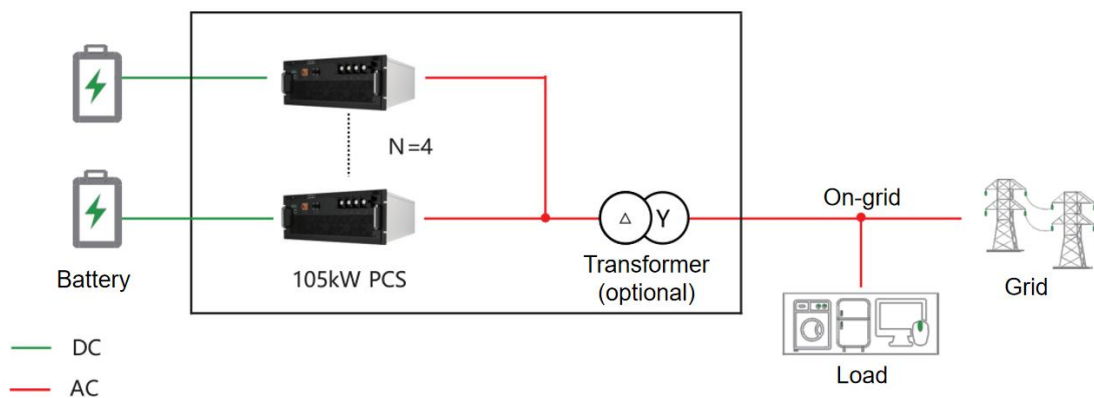 N=4
On-grid
Battery
105kW PCS
Transformer
(optional)
△ Y
Grid
Load
DC
AC